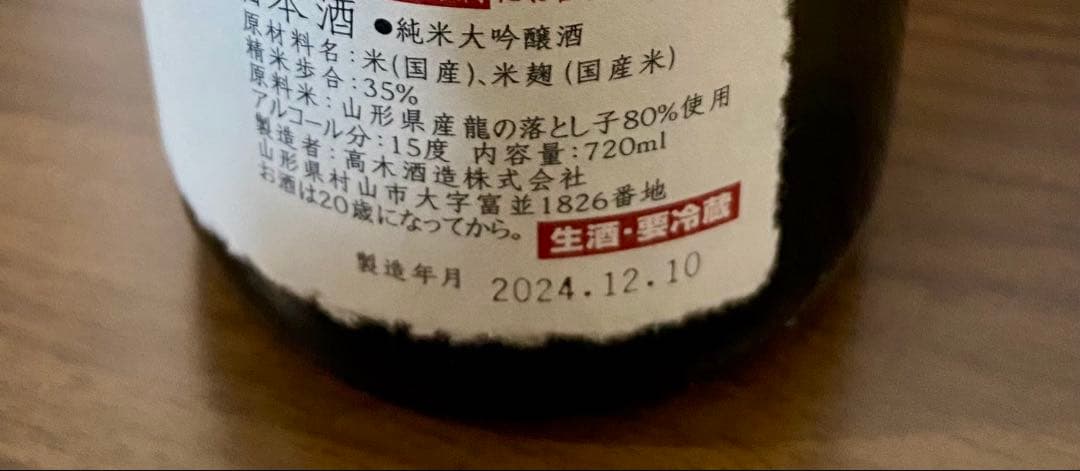 本酒 ●純米大吟醸酒
原材料名:米(国産)、米麹(国産米)
精米歩合:35%
原料米:山形県産龍の落とし子80%使用
アルコール分:15度 内容量:720ml
製造者:高木酒造株式会社
山形県村山市大字富並1826番地
お酒は20歳になってから。 生酒・要冷蔵
製造年月 2024.12.10